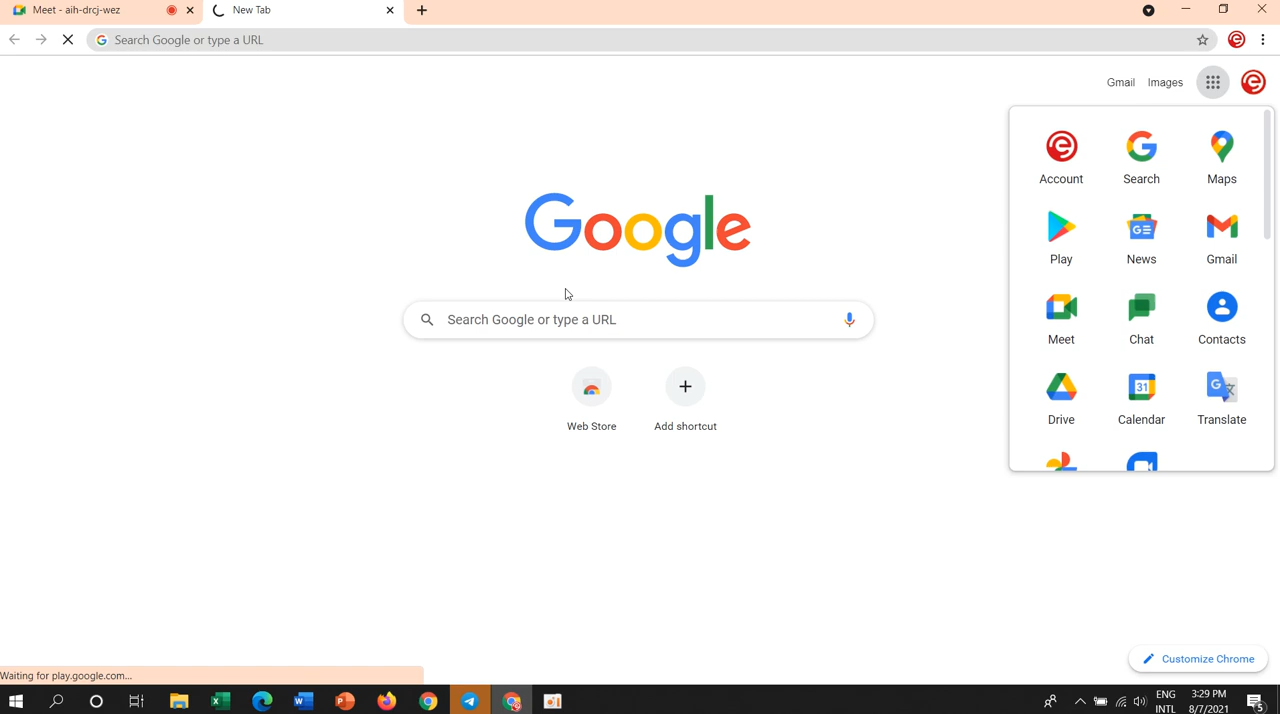 Meet - aih-drcj-wez
New Tab
Search Google or type a URL
Gmail Images
Google
Search Google or type a URL
Web Store
Add shortcut
Account
Search
Maps
Play
News
Gmail
Meet
Chat
Contacts
31
Drive
Calendar
Translate
Customize Chrome
Waiting for play.google.com...
ENG
INTL
3:29 PM
8/7/2021
5